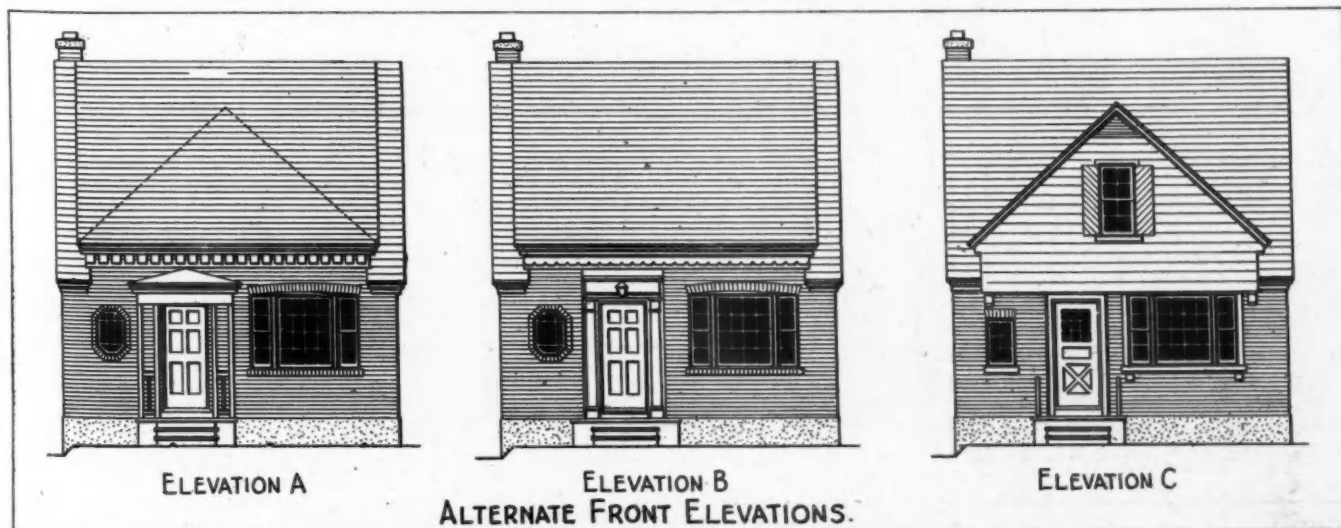 ELEVATION A
ELEVATION B
ELEVATION C
ALTERNATE FRONT ELEVATIONS.